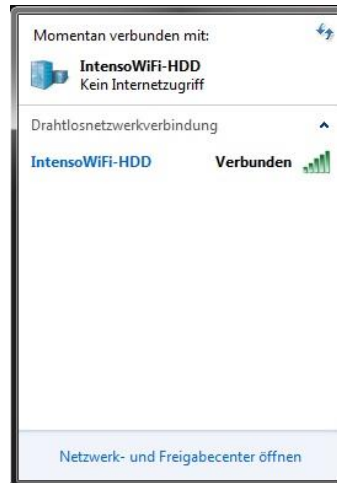 Momentan verbunden mit:
IntensoWiFi-HDD
Kein Internetzugriff
Drahtlosnetzwerkverbindung
IntensoWiFi-HDD Verbunden
Netzwerk- und Freigabecenter öffnen